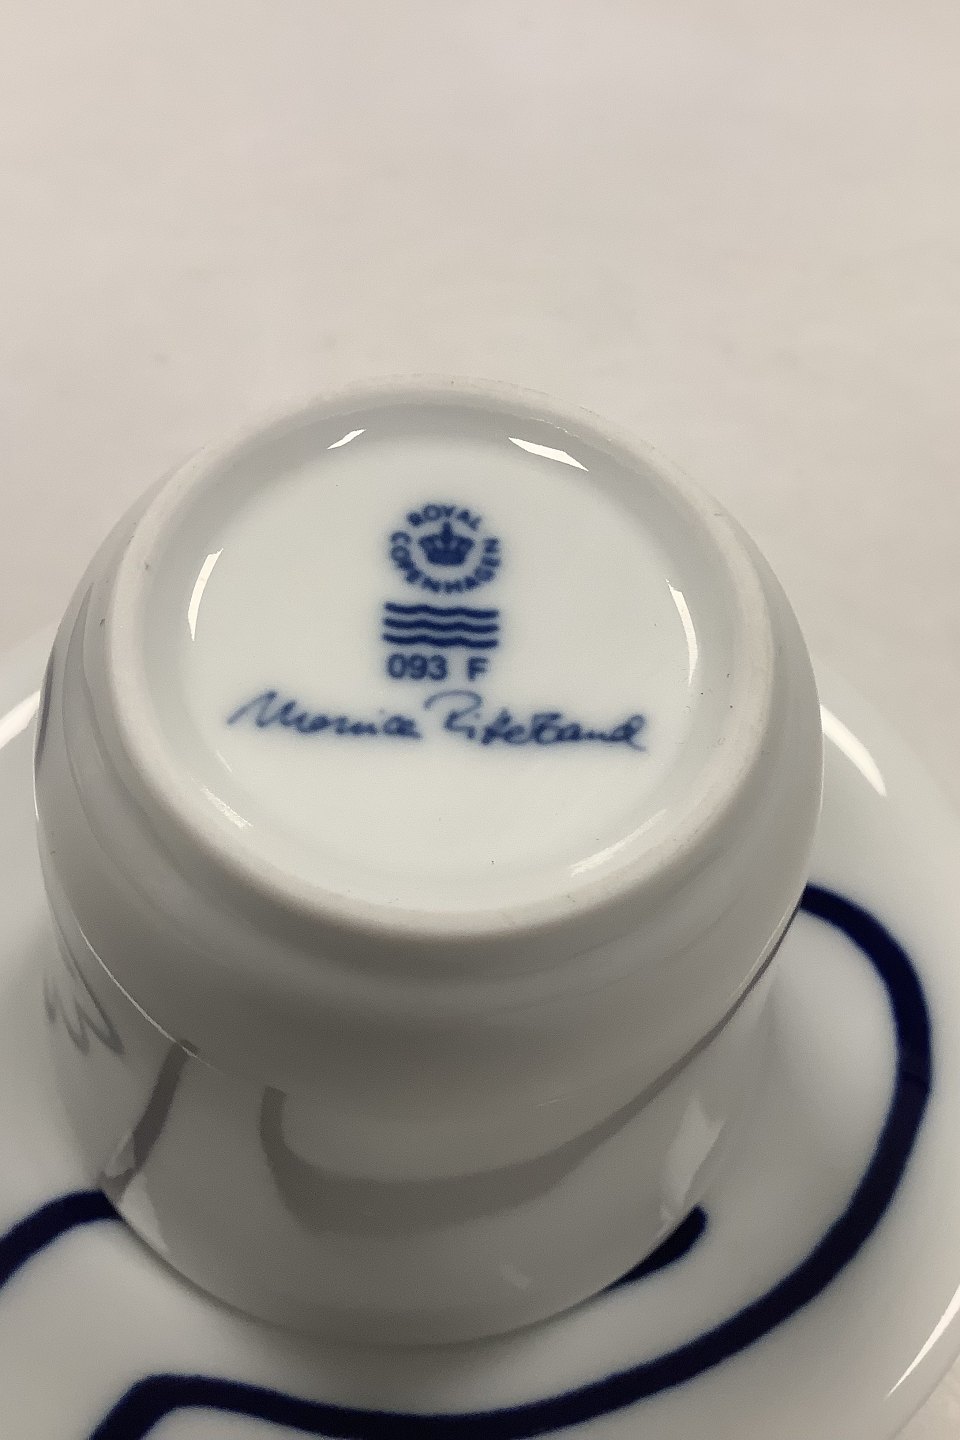 ROYAL
COPENHAGEN
093 F
Monica Ritterband